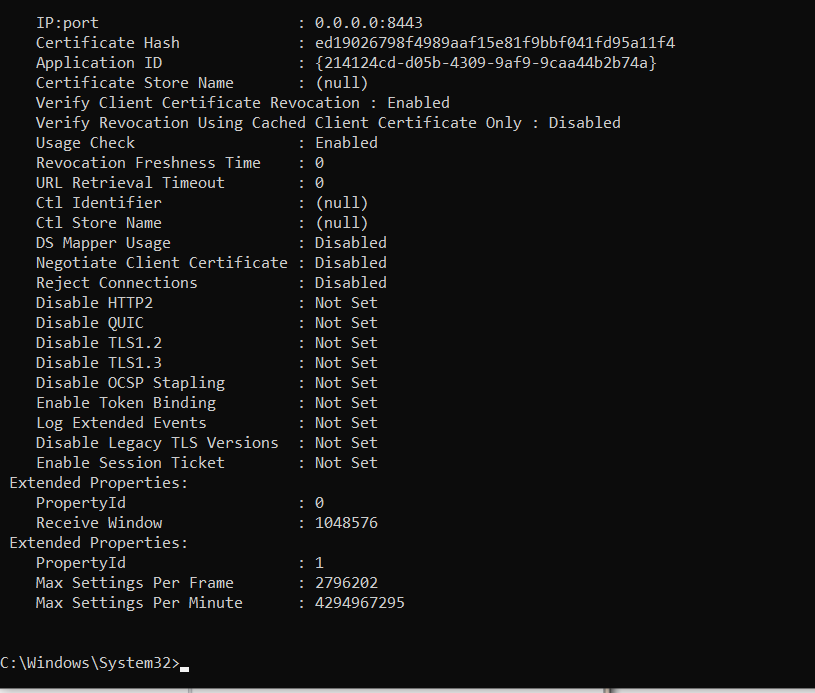 IP:port : 0.0.0.0:8443
Certificate Hash : ed19026798f4989aaf15e81f9bbf041fd95a11f4
Application ID : {214124cd-d05b-4309-9af9-9caa44b2b74a}
Certificate Store Name : (null)
Verify Client Certificate Revocation : Enabled
Verify Revocation Using Cached Client Certificate Only : Disabled
Usage Check : Enabled
Revocation Freshness Time : 0
URL Retrieval Timeout : 0
Ctl Identifier : (null)
Ctl Store Name : (null)
DS Mapper Usage : Disabled
Negotiate Client Certificate : Disabled
Reject Connections : Disabled
Disable HTTP2 : Not Set
Disable QUIC : Not Set
Disable TLS1.2 : Not Set
Disable TLS1.3 : Not Set
Disable OCSP Stapling : Not Set
Enable Token Binding : Not Set
Log Extended Events : Not Set
Disable Legacy TLS Versions : Not Set
Enable Session Ticket : Not Set
Extended Properties:
PropertyId : 0
Receive Window : 1048576
Extended Properties:
PropertyId : 1
Max Settings Per Frame : 2796202
Max Settings Per Minute : 4294967295
C:\Windows\System32>